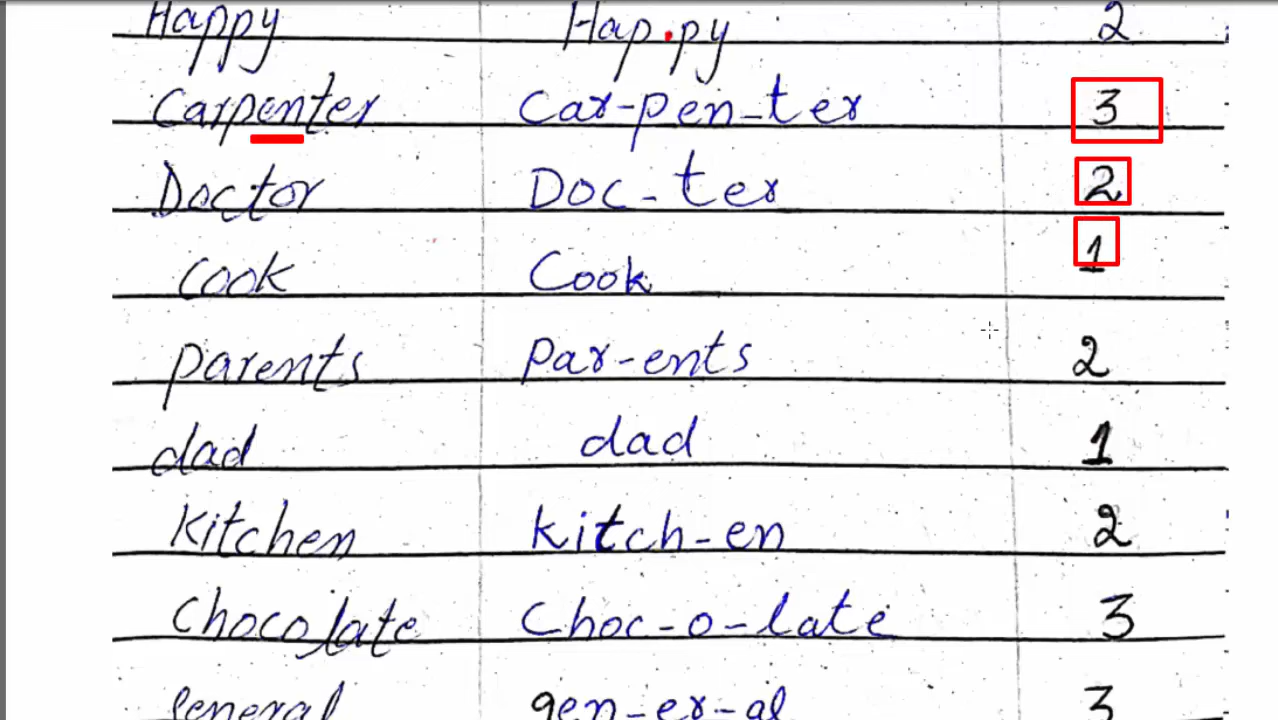 Happy Hap.py 2
Carpenter Car-pen-ter 3
Doctor Doc-ter 2
Cook Cook 1
parents par-ents 2
dad dad 1
Kitchen kitch-en 2
Chocolate Choc-o-late 3
General gen-er-al 3